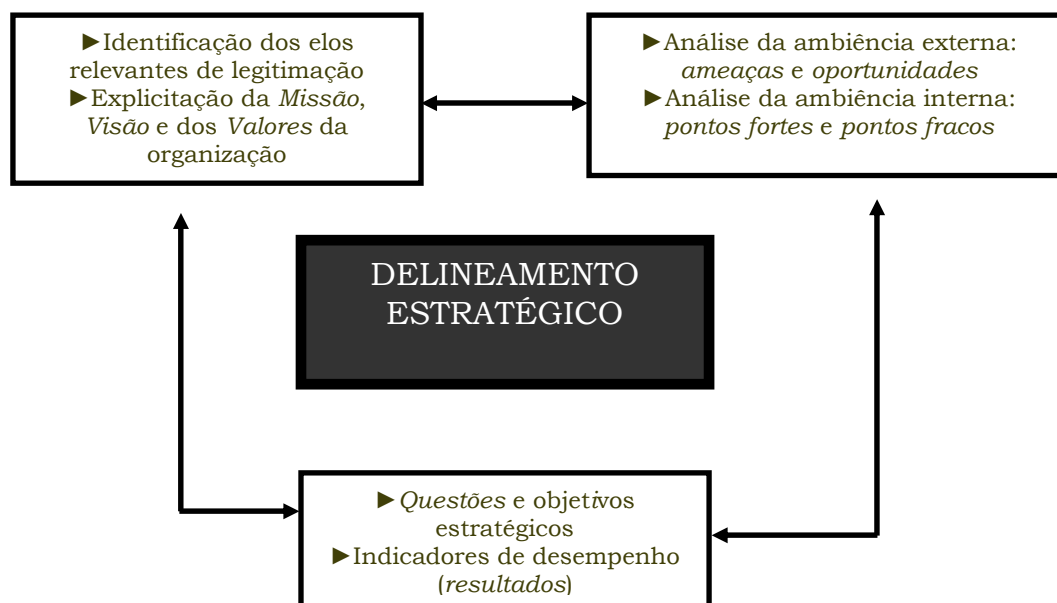 ►Identificação dos elos
relevantes de legitimação
►Explicitação da Missão,
Visão e dos Valores da
organização
►Análise da ambiência externa:
ameaças e oportunidades
►Análise da ambiência interna:
pontos fortes e pontos fracos
DELINEAMENTO
ESTRATÉGICO
►Questões e objetivos
estratégicos
►Indicadores de desempenho
(resultados)